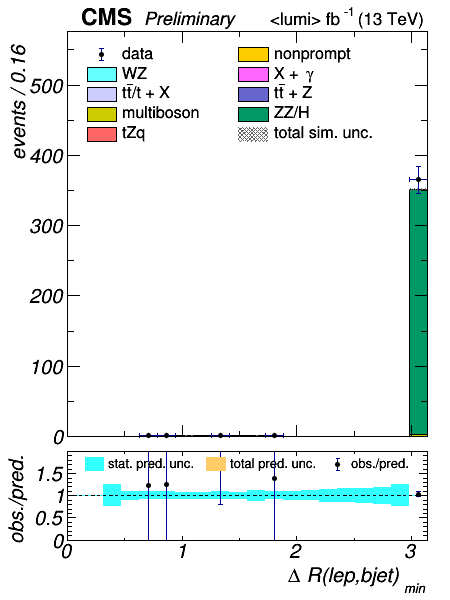 CMS Preliminary <lumi> fb⁻¹ (13 TeV)
events / 0.16
500
400
300
200
100
0
data
WZ
tt̄/t + X
multiboson
tZq
nonprompt
X + γ
tt̄ + Z
ZZ/H
total sim. unc.
obs./pred.
1.5
1
0.5
0
stat. pred. unc. total pred. unc. obs./pred.
0 1 2 3
Δ R(lep,bjet) min